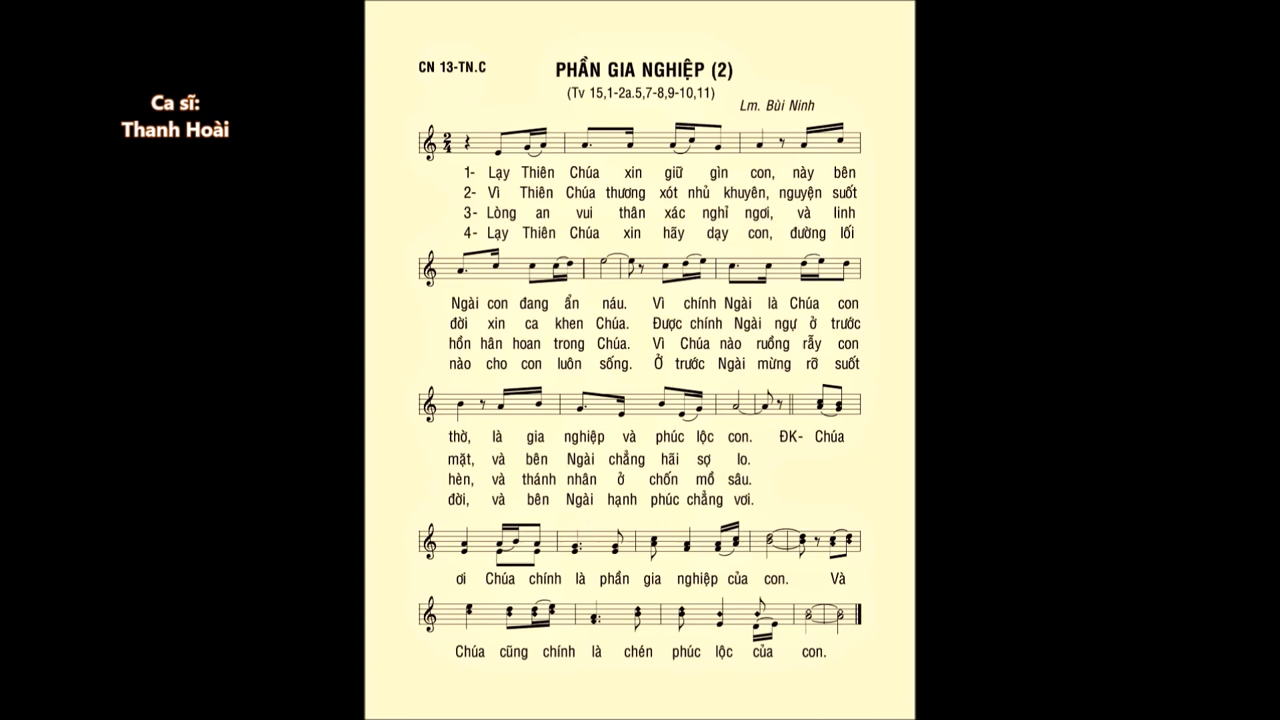 Ca sĩ:
Thanh Hoài
CN 13-TN.C
PHẦN GIA NGHIỆP (2)
(Tv 15,1-2a.5,7-8,9-10,11)
Lm. Bùi Ninh
1- Lạy Thiên Chúa xin giữ gìn con, này bên
2- Vì Thiên Chúa thương xót nhủ khuyên, nguyện suốt
3- Lòng an vui thân xác nghỉ ngơi, và linh
4- Lạy Thiên Chúa xin hãy dạy con, đường lối
Ngài con đang ẩn náu. Vì chính Ngài là Chúa con
đời xin ca khen Chúa. Được chính Ngài ngự ở trước
hồn hân hoan trong Chúa. Vì Chúa nào ruồng rẫy con
nào cho con luôn sống. Ở trước Ngài mừng rỡ suốt
thờ, là gia nghiệp và phúc lộc con. ĐK- Chúa
mặt, và bên Ngài chẳng hãi sợ lo.
hèn, và thánh nhân ở chốn mồ sâu.
đời, và bên Ngài hạnh phúc chẳng vơi.
ơi Chúa chính là phần gia nghiệp của con. Và
Chúa cũng chính là chén phúc lộc của con.